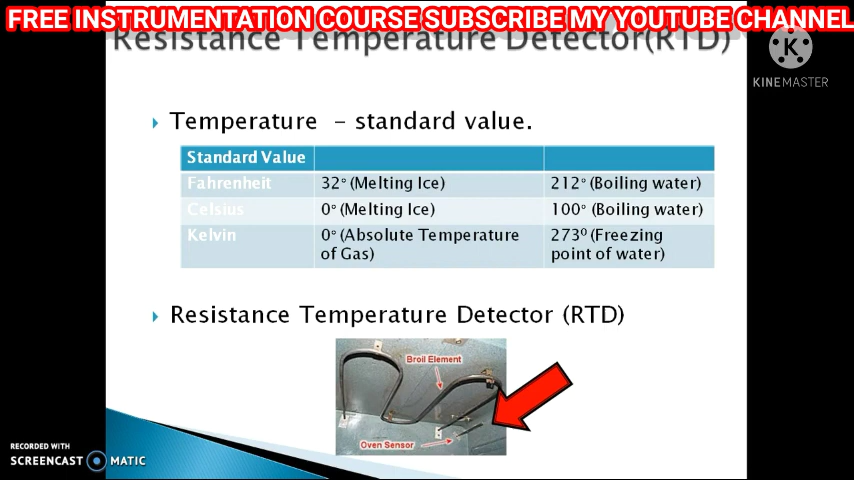 FREE INSTRUMENTATION COURSE SUBSCRIBE MY YOUTUBE CHANNEL
Resistance Temperature Detector(RTD)
KINEMASTER
Temperature – standard value.
Standard Value
Fahrenheit 32° (Melting Ice) 212° (Boiling water)
Celsius 0° (Melting Ice) 100° (Boiling water)
Kelvin 0° (Absolute Temperature of Gas) 273⁰ (Freezing point of water)
Resistance Temperature Detector (RTD)
Broil Element
Oven Sensor
RECORDED WITH
SCREENCAST MATIC